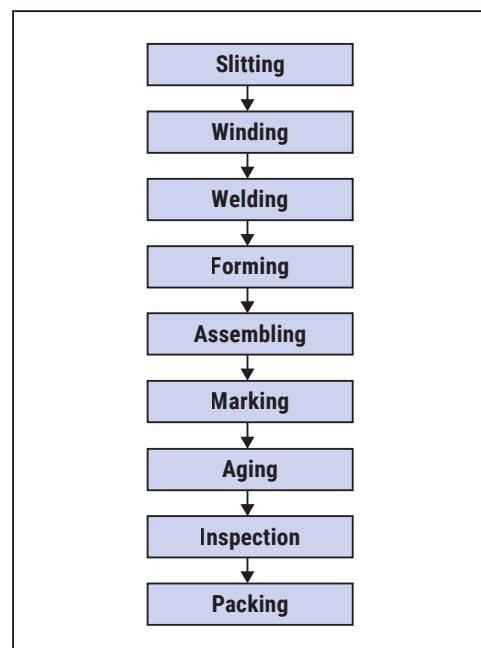 Slitting
Winding
Welding
Forming
Assembling
Marking
Aging
Inspection
Packing